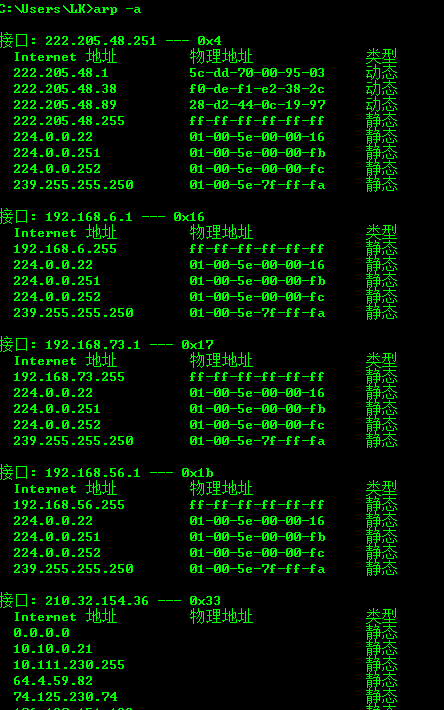 C:\Users\LK>arp -a
接口: 222.205.48.251 --- 0x4
Internet 地址 物理地址 类型
222.205.48.1 5c-dd-70-00-95-03 动态
222.205.48.38 f0-de-f1-e2-38-2c 动态
222.205.48.89 28-d2-44-0c-19-97 动态
222.205.48.255 ff-ff-ff-ff-ff-ff 静态
224.0.0.22 01-00-5e-00-00-16 静态
224.0.0.251 01-00-5e-00-00-fb 静态
224.0.0.252 01-00-5e-00-00-fc 静态
239.255.255.250 01-00-5e-7f-ff-fa 静态
接口: 192.168.6.1 --- 0x16
Internet 地址 物理地址 类型
192.168.6.255 ff-ff-ff-ff-ff-ff 静态
224.0.0.22 01-00-5e-00-00-16 静态
224.0.0.251 01-00-5e-00-00-fb 静态
224.0.0.252 01-00-5e-00-00-fc 静态
239.255.255.250 01-00-5e-7f-ff-fa 静态
接口: 192.168.73.1 --- 0x17
Internet 地址 物理地址 类型
192.168.73.255 ff-ff-ff-ff-ff-ff 静态
224.0.0.22 01-00-5e-00-00-16 静态
224.0.0.251 01-00-5e-00-00-fb 静态
224.0.0.252 01-00-5e-00-00-fc 静态
239.255.255.250 01-00-5e-7f-ff-fa 静态
接口: 192.168.56.1 --- 0x1b
Internet 地址 物理地址 类型
192.168.56.255 ff-ff-ff-ff-ff-ff 静态
224.0.0.22 01-00-5e-00-00-16 静态
224.0.0.251 01-00-5e-00-00-fb 静态
224.0.0.252 01-00-5e-00-00-fc 静态
239.255.255.250 01-00-5e-7f-ff-fa 静态
接口: 210.32.154.36 --- 0x33
Internet 地址 物理地址 类型
0.0.0.0 静态
10.10.0.21 静态
10.111.230.255 静态
64.4.59.82 静态
74.125.230.74 静态